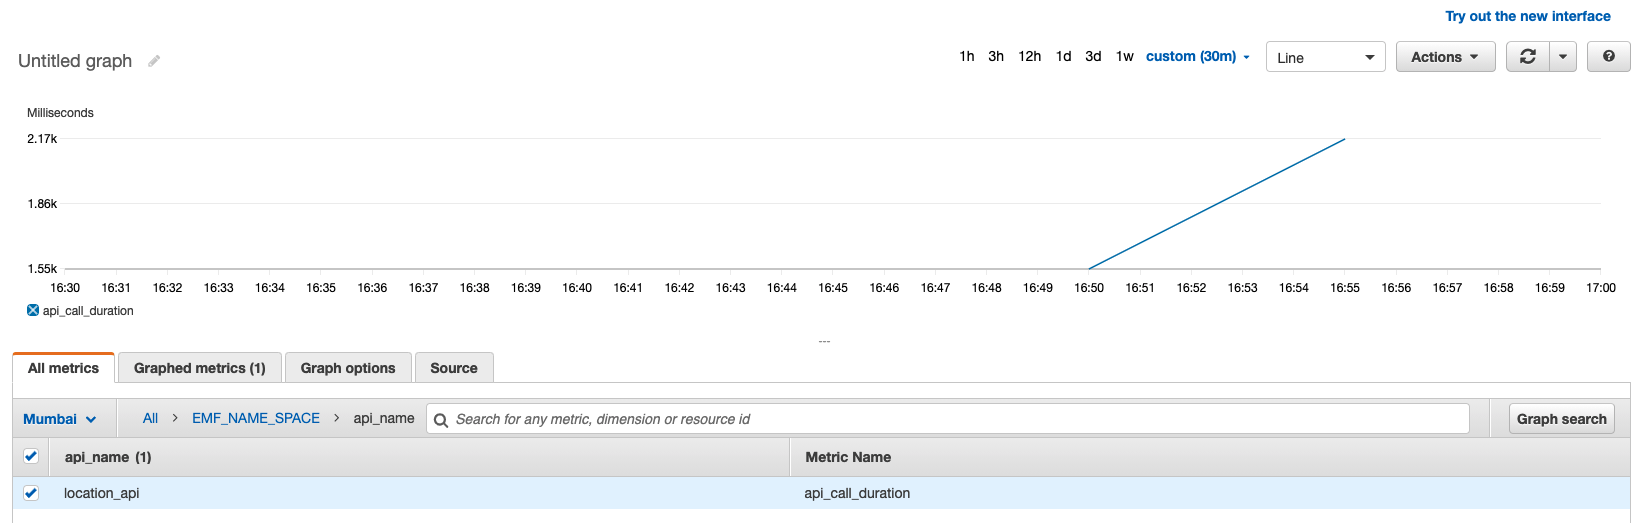 Try out the new interface
Untitled graph
1h 3h 12h 1d 3d 1w custom (30m) Line Actions ?
Milliseconds
2.17k
1.86k
1.55k
16:30 16:31 16:32 16:33 16:34 16:35 16:36 16:37 16:38 16:39 16:40 16:41 16:42 16:43 16:44 16:45 16:46 16:47 16:48 16:49 16:50 16:51 16:52 16:53 16:54 16:55 16:56 16:57 16:58 16:59 17:00
api_call_duration
All metrics Graphed metrics (1) Graph options Source
Mumbai All > EMF_NAME_SPACE > api_name Search for any metric, dimension or resource id Graph search
api_name (1) Metric Name
location_api api_call_duration